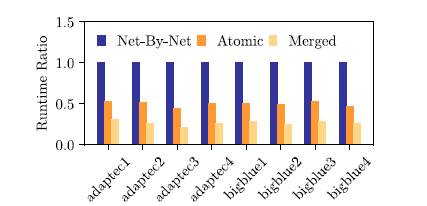 1.5
1.0
0.5
0.0
Runtime Ratio
Net-By-Net Atomic Merged
adaptec1 adaptec2 adaptec3 adaptec4 bigblue1 bigblue2 bigblue3 bigblue4